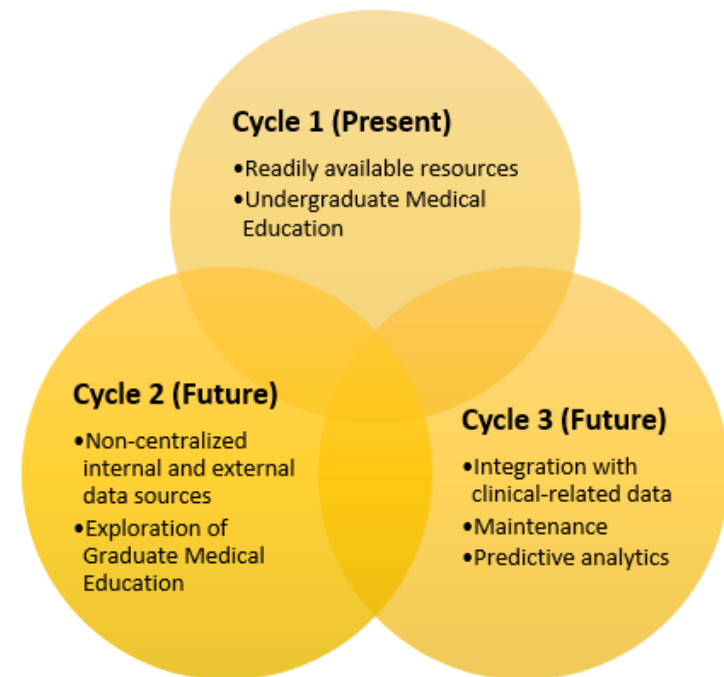 Cycle 1 (Present)
•Readily available resources
•Undergraduate Medical
Education
Cycle 2 (Future)
•Non-centralized
internal and external
data sources
•Exploration of
Graduate Medical
Education
Cycle 3 (Future)
•Integration with
clinical-related data
•Maintenance
•Predictive analytics